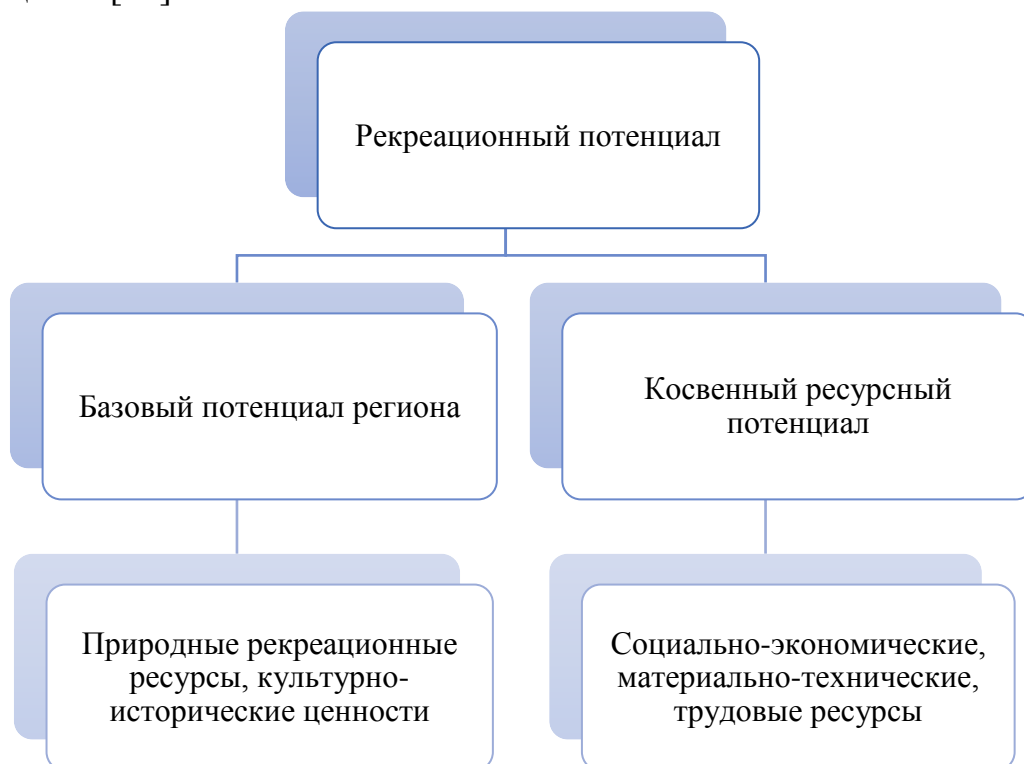 Рекреационный потенциал
Базовый потенциал региона
Косвенный ресурсный
потенциал
Природные рекреационные
ресурсы, культурно-
исторические ценности
Социально-экономические,
материально-технические,
трудовые ресурсы